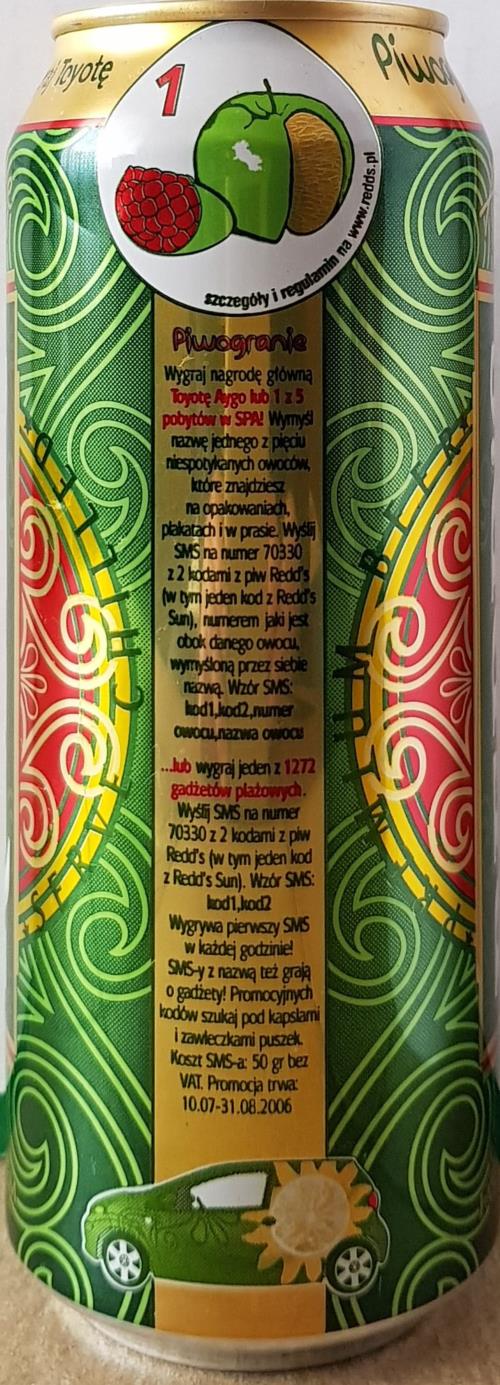 Toyotę
Piwog
1
szczegóły i regulamin na www.redds.pl
Piwogranie
Wygraj nagrodę główną
Toyotę Aygo lub 1 z 5
pobytów w SPA! Wymyśl
nazwę jednego z pięciu
niespotykanych owoców,
które znajdziesz
na opakowaniach,
plakatach i w prasie. Wyślij
SMS na numer 70330
z 2 kodami z piw Redd's
(w tym jeden kod z Redd's
Sun), numerem jaki jest
obok danego owocu,
wymyśloną przez siebie
nazwą. Wzór SMS:
kod1,kod2,numer
owocu,nazwa owocu
...lub wygraj jeden z 1272
gadżetów plażowych.
Wyślij SMS na numer
70330 z 2 kodami z piw
Redd's (w tym jeden kod
z Redd's Sun). Wzór SMS:
kod1,kod2
Wygrywa pierwszy SMS
w każdej godzinie!
SMS-y z nazwą też grają
o gadżety! Promocyjnych
kodów szukaj pod kapslami
i zawleczkami puszek.
Koszt SMS-a: 50 gr bez
VAT. Promocja trwa:
10.07-31.08.2006
SERVE CHILLED
MIUM BEER